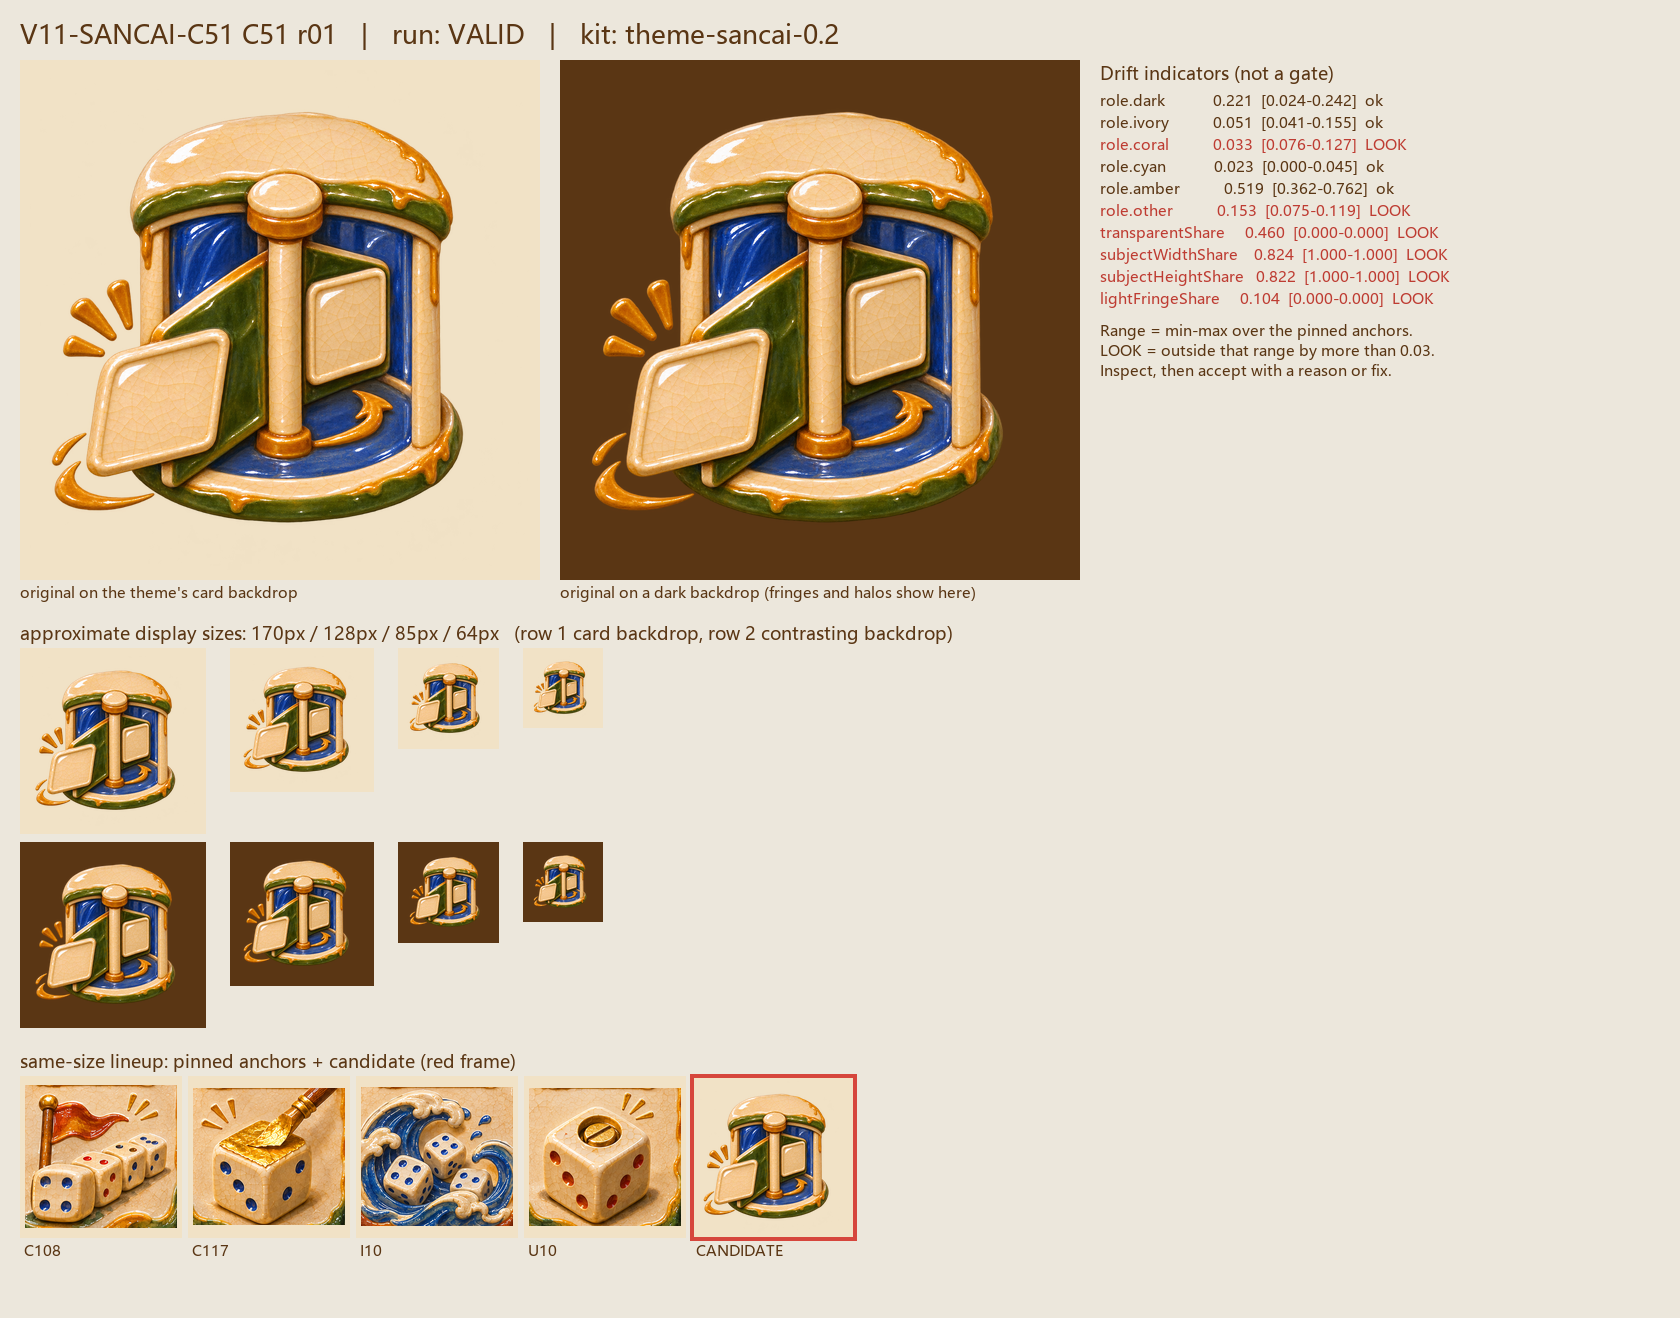 V11-SANCAI-C51 C51 r01 | run: VALID | kit: theme-sancai-0.2
Drift indicators (not a gate)
role.dark 0.221 [0.024-0.242] ok
role.ivory 0.051 [0.041-0.155] ok
role.coral 0.033 [0.076-0.127] LOOK
role.cyan 0.023 [0.000-0.045] ok
role.amber 0.519 [0.362-0.762] ok
role.other 0.153 [0.075-0.119] LOOK
transparentShare 0.460 [0.000-0.000] LOOK
subjectWidthShare 0.824 [1.000-1.000] LOOK
subjectHeightShare 0.822 [1.000-1.000] LOOK
lightFringeShare 0.104 [0.000-0.000] LOOK
Range = min-max over the pinned anchors.
LOOK = outside that range by more than 0.03.
Inspect, then accept with a reason or fix.
original on the theme's card backdrop
original on a dark backdrop (fringes and halos show here)
approximate display sizes: 170px / 128px / 85px / 64px (row 1 card backdrop, row 2 contrasting backdrop)
same-size lineup: pinned anchors + candidate (red frame)
C108
C117
I10
U10
CANDIDATE